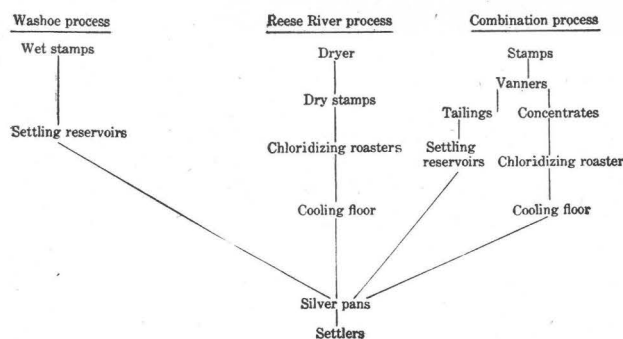 Washoe process
Wet stamps
Settling reservoirs
Reese River process
Dryer
Dry stamps
Chloridizing roasters
Cooling floor
Combination process
Stamps
Vanners
Tailings
Settling
reservoirs
Concentrates
Chloridizing roaster
Cooling floor
Silver pans
Settlers